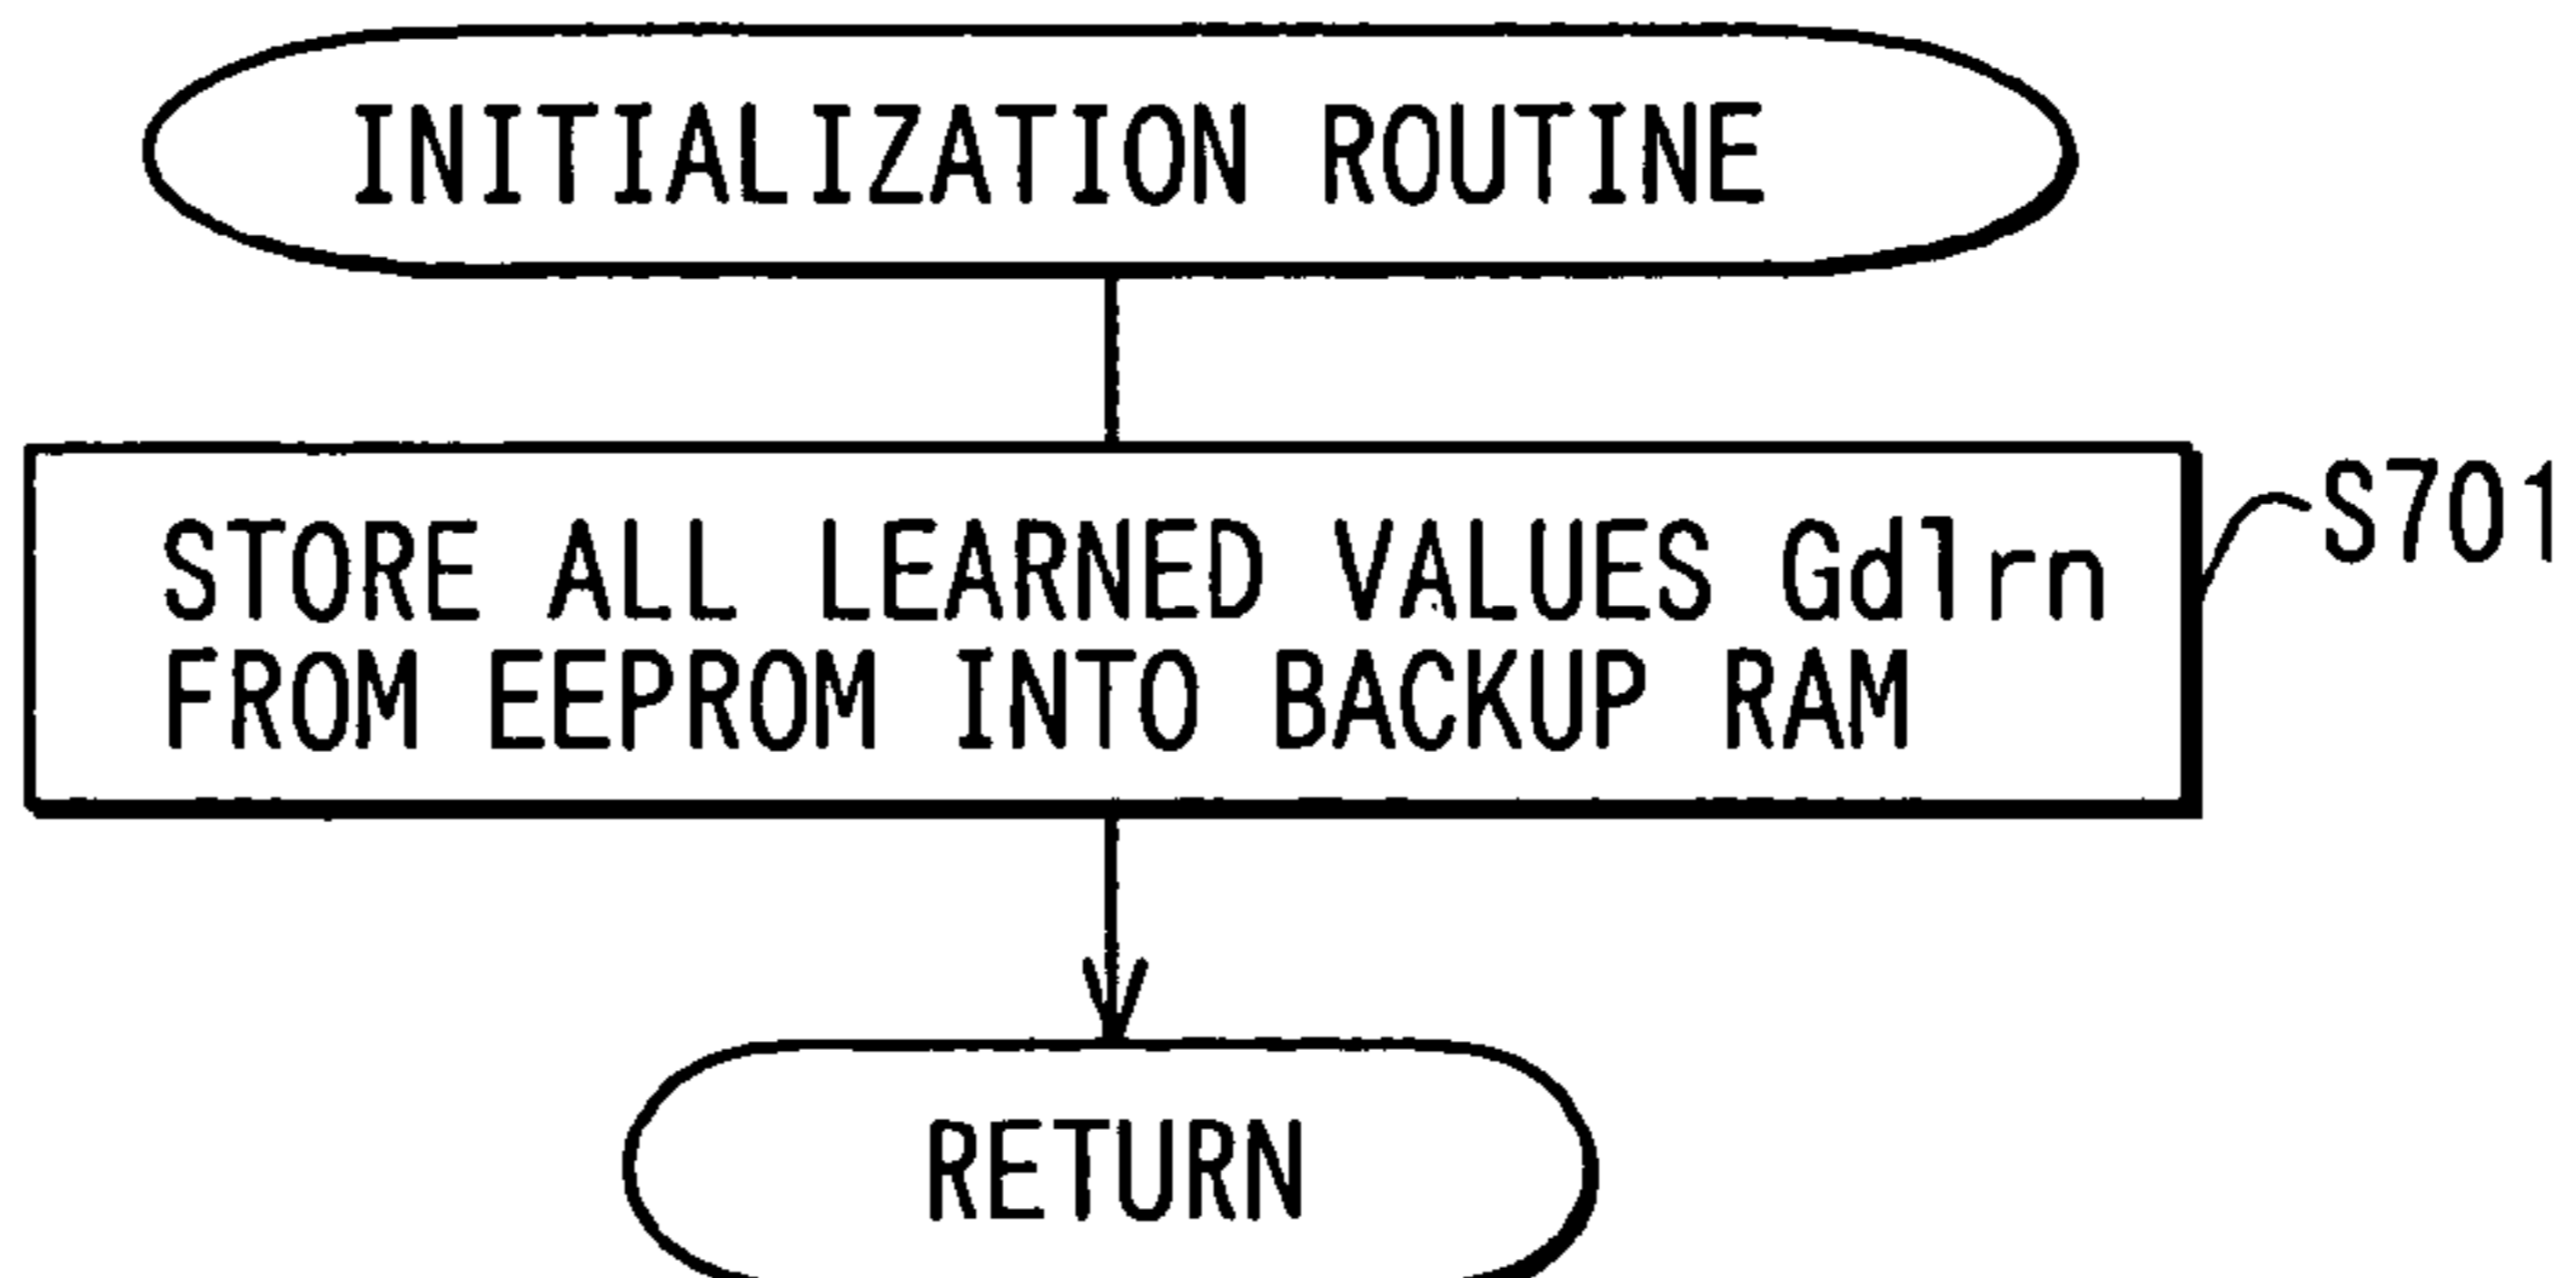 INITIALIZATION ROUTINE
STORE ALL LEARNED VALUES Gdlrn
FROM EEPROM INTO BACKUP RAM
S701
RETURN